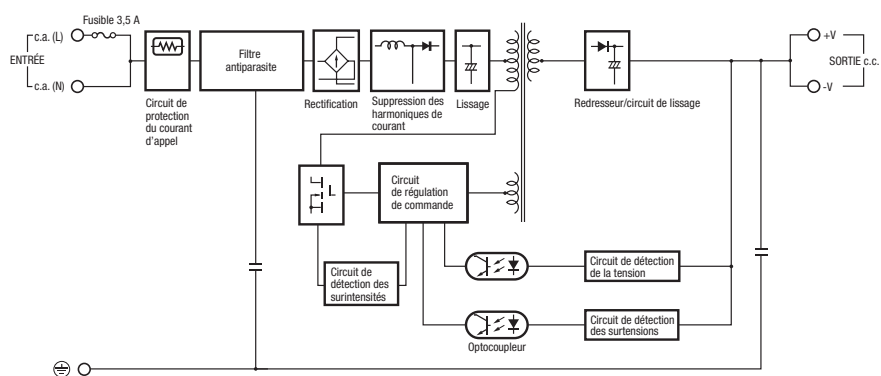 Fusible 3,5 A
c.a. (L)
ENTRÉE
c.a. (N)
Circuit de
protection
du courant
d'appel
Filtre
antiparasite
Rectification
Suppression des
harmoniques de
courant
Lissage
Redresseur/circuit de lissage
+V
SORTIE c.c.
-V
Circuit
de régulation
de commande
Circuit de
détection des
surintensités
Circuit de détection
de la tension
Circuit de détection
des surtensions
Optocoupleur